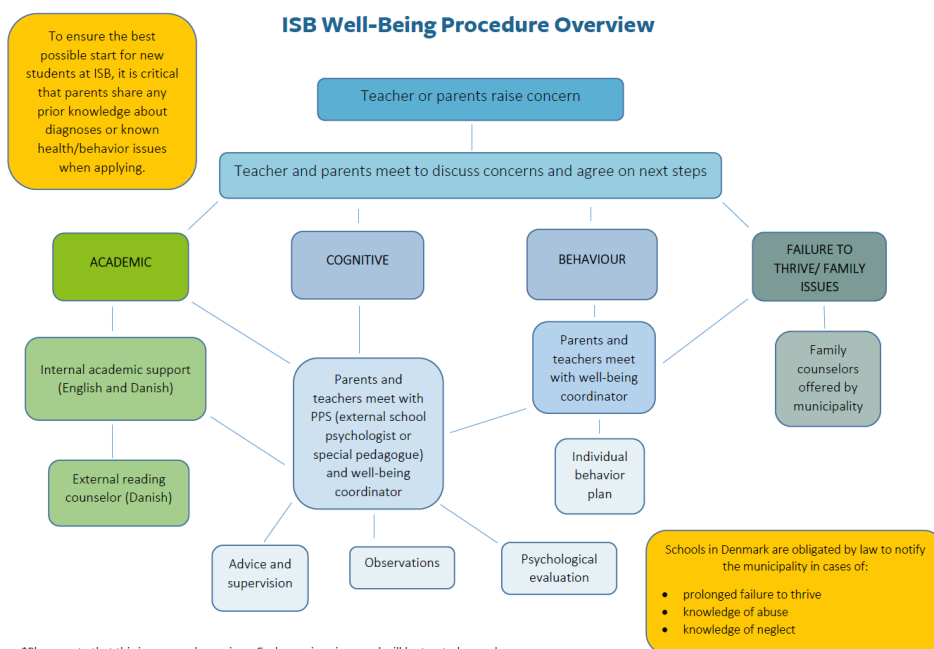 ISB Well-Being Procedure Overview
To ensure the best
possible start for new
students at ISB, it is critical
that parents share any
prior knowledge about
diagnoses or known
health/behavior issues
when applying.
Teacher or parents raise concern
Teacher and parents meet to discuss concerns and agree on next steps
ACADEMIC
COGNITIVE
BEHAVIOUR
FAILURE TO
THRIVE/ FAMILY
ISSUES
Internal academic support
(English and Danish)
Parents and
teachers meet with
PPS (external school
psychologist or
special pedagogue)
and well-being
coordinator
Parents and
teachers meet
with well-being
coordinator
Family
counselors
offered by
municipality
External reading
counselor (Danish)
Individual
behavior
plan
Advice and
supervision
Observations
Psychological
evaluation
Schools in Denmark are obligated by law to notify
the municipality in cases of:
• prolonged failure to thrive
• knowledge of abuse
• knowledge of neglect